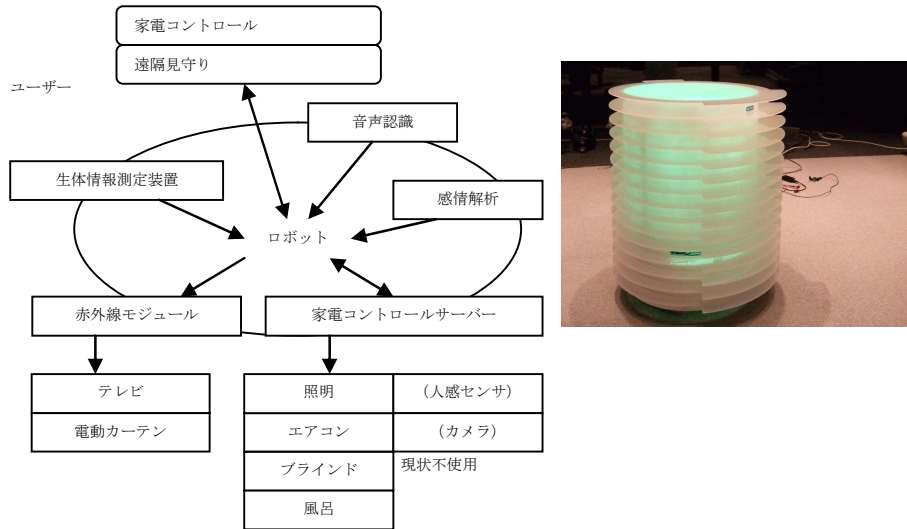 家電コントロール
遠隔見守り
ユーザー
音声認識
生体情報測定装置
感情解析
ロボット
赤外線モジュール
家電コントロールサーバー
テレビ
電動カーテン
照明
(人感センサ)
エアコン
(カメラ)
ブラインド
現状不使用
風呂